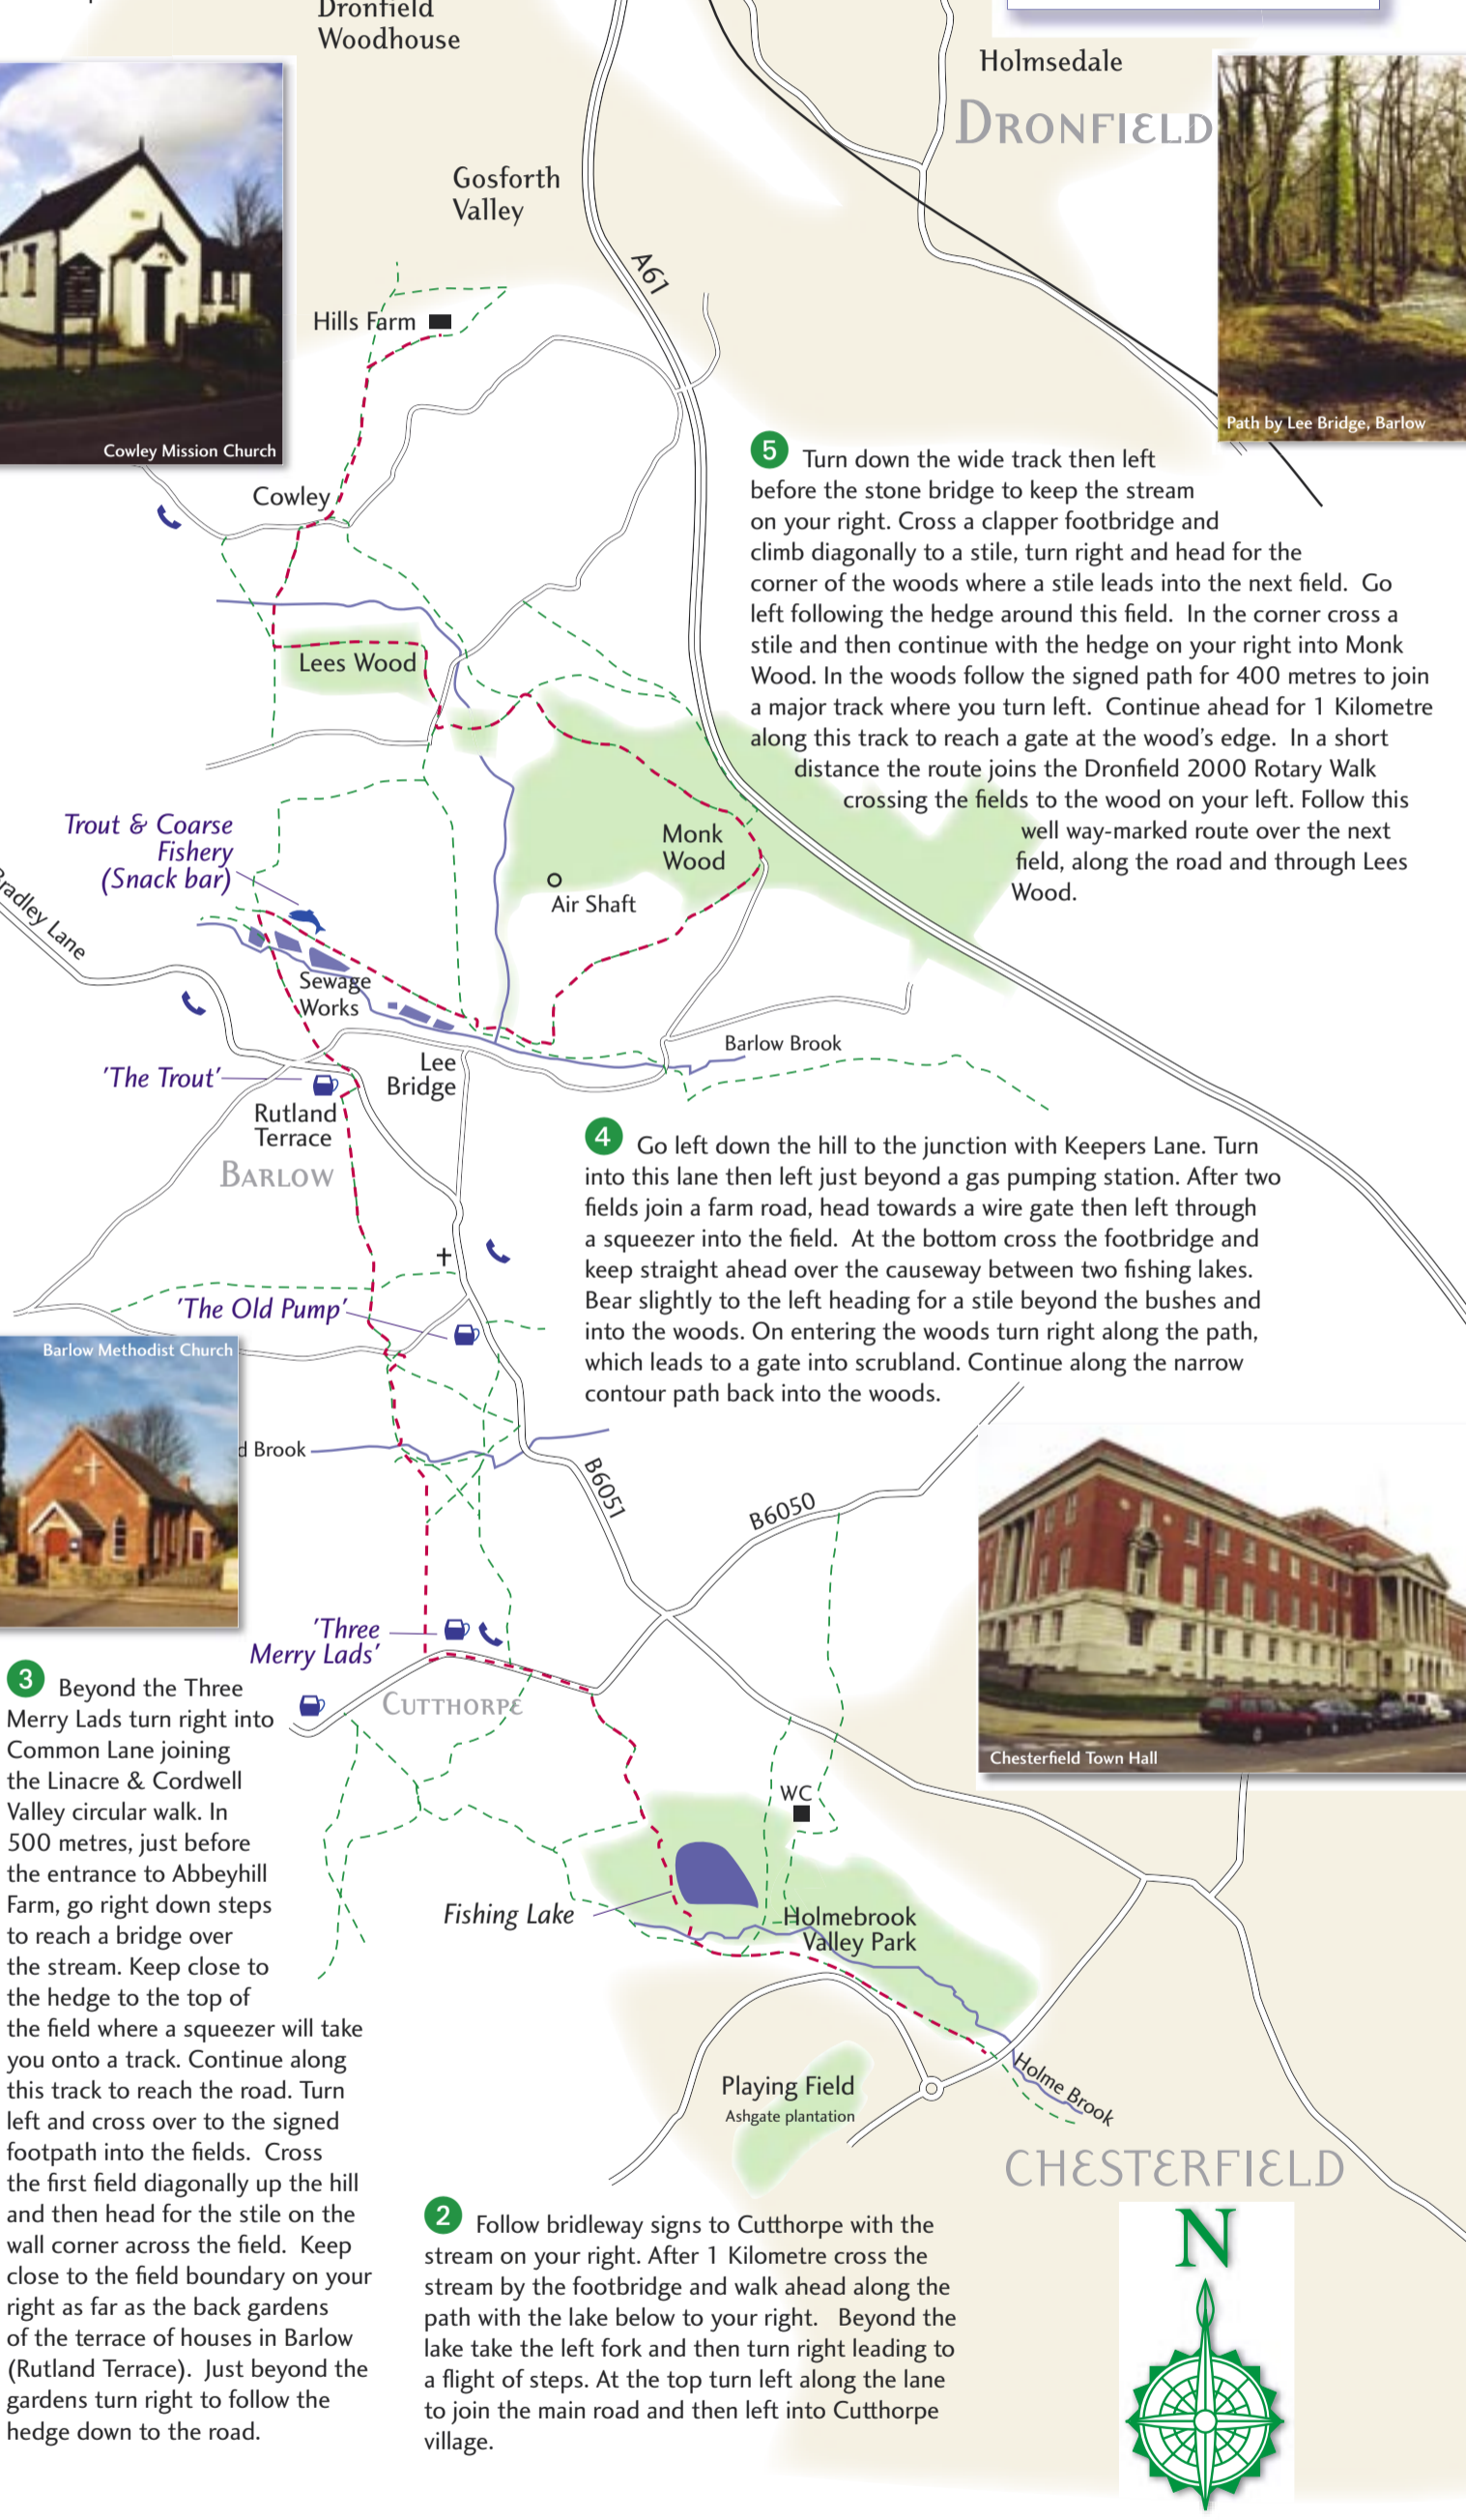 Dronfield
Woodhouse
Holmsedale
DRONFIELD
Gosforth
Valley
A61
Hills Farm
Path by Lee Bridge, Barlow
Cowley Mission Church
Cowley
5 Turn down the wide track then left
before the stone bridge to keep the stream
on your right. Cross a clapper footbridge and
climb diagonally to a stile, turn right and head for the
corner of the woods where a stile leads into the next field. Go
left following the hedge around this field. In the corner cross a
stile and then continue with the hedge on your right into Monk
Wood. In the woods follow the signed path for 400 metres to join
a major track where you turn left. Continue ahead for 1 Kilometre
along this track to reach a gate at the wood's edge. In a short
distance the route joins the Dronfield 2000 Rotary Walk
crossing the fields to the wood on your left. Follow this
well way-marked route over the next
field, along the road and through Lees
Wood.
Lees Wood
Trout & Coarse
Fishery
(Snack bar)
Monk
Wood
Air Shaft
Bradley Lane
Sewage
Works
Barlow Brook
Lee
Bridge
'The Trout'
Rutland
Terrace
BARLOW
4 Go left down the hill to the junction with Keepers Lane. Turn
into this lane then left just beyond a gas pumping station. After two
fields join a farm road, head towards a wire gate then left through
a squeezer into the field. At the bottom cross the footbridge and
keep straight ahead over the causeway between two fishing lakes.
Bear slightly to the left heading for a stile beyond the bushes and
into the woods. On entering the woods turn right along the path,
which leads to a gate into scrubland. Continue along the narrow
contour path back into the woods.
'The Old Pump'
Barlow Methodist Church
d Brook
B6051
B6050
'Three
Merry Lads'
CUTTHORPE
Chesterfield Town Hall
3 Beyond the Three
Merry Lads turn right into
Common Lane joining
the Linacre & Cordwell
Valley circular walk. In
500 metres, just before
the entrance to Abbeyhill
Farm, go right down steps
to reach a bridge over
the stream. Keep close to
the hedge to the top of
the field where a squeezer will take
you onto a track. Continue along
this track to reach the road. Turn
left and cross over to the signed
footpath into the fields. Cross
the first field diagonally up the hill
and then head for the stile on the
wall corner across the field. Keep
close to the field boundary on your
right as far as the back gardens
of the terrace of houses in Barlow
(Rutland Terrace). Just beyond the
gardens turn right to follow the
hedge down to the road.
WC
Fishing Lake
Holmebrook
Valley Park
Playing Field
Ashgate plantation
Holme Brook
CHESTERFIELD
2 Follow bridleway signs to Cutthorpe with the
stream on your right. After 1 Kilometre cross the
stream by the footbridge and walk ahead along the
path with the lake below to your right. Beyond the
lake take the left fork and then turn right leading to
a flight of steps. At the top turn left along the lane
to join the main road and then left into Cutthorpe
village.
N